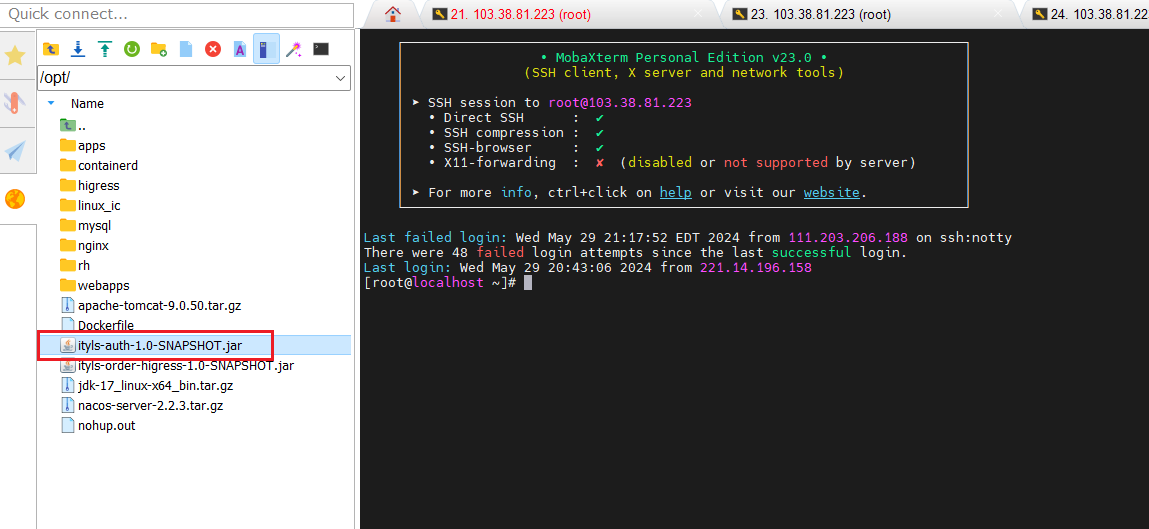 Quick connect...
21. 103.38.81.223 (root)
23. 103.38.81.223 (root)
24. 103.38.81.22
/opt/
Name
..
apps
containerd
higress
linux_ic
mysql
nginx
rh
webapps
apache-tomcat-9.0.50.tar.gz
Dockerfile
ityls-auth-1.0-SNAPSHOT.jar
ityls-order-higress-1.0-SNAPSHOT.jar
jdk-17_linux-x64_bin.tar.gz
nacos-server-2.2.3.tar.gz
nohup.out
• MobaXterm Personal Edition v23.0 •
(SSH client, X server and network tools)
➤ SSH session to root@103.38.81.223
• Direct SSH : ✔
• SSH compression : ✔
• SSH-browser : ✔
• X11-forwarding : ✘ (disabled or not supported by server)
➤ For more info, ctrl+click on help or visit our website.
Last failed login: Wed May 29 21:17:52 EDT 2024 from 111.203.206.188 on ssh:notty
There were 48 failed login attempts since the last successful login.
Last login: Wed May 29 20:43:06 2024 from 221.14.196.158
[root@localhost ~]#